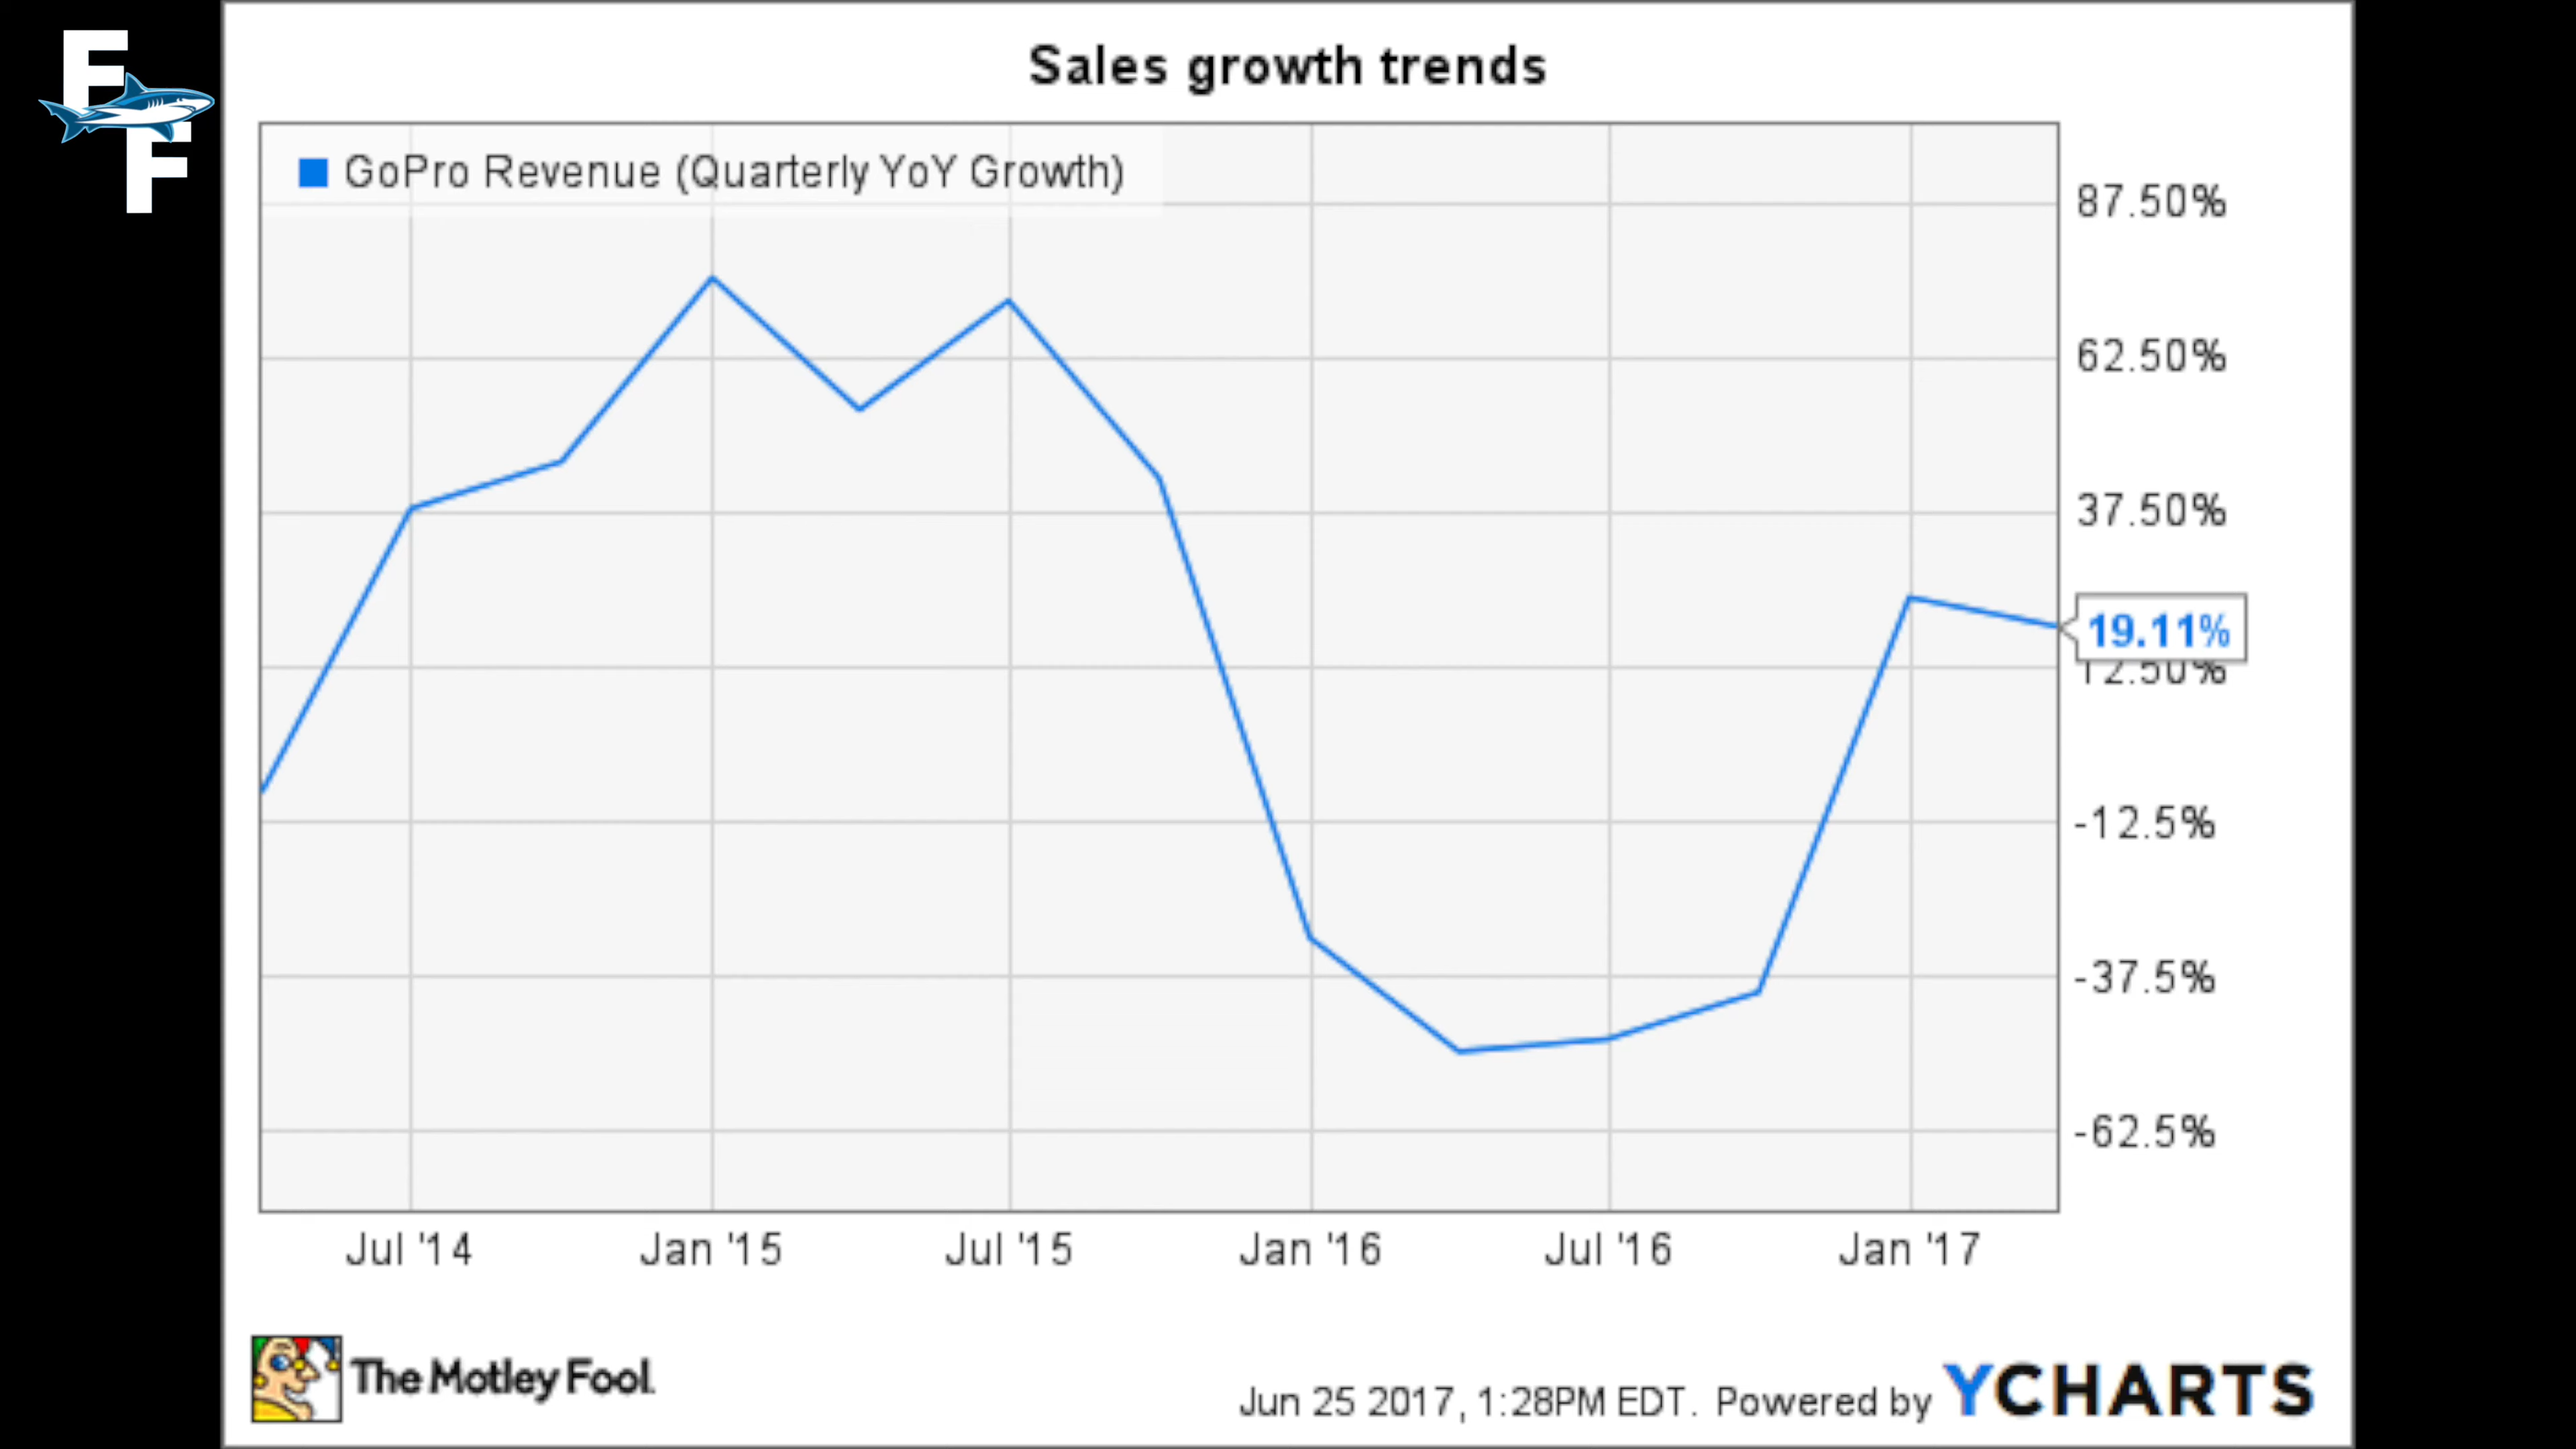 F
F
Sales growth trends
GoPro Revenue (Quarterly YoY Growth)
87.50%
62.50%
37.50%
19.11%
12.50%
-12.5%
-37.5%
-62.5%
Jul '14 Jan '15 Jul '15 Jan '16 Jul '16 Jan '17
The Motley Fool.
Jun 25 2017, 1:28PM EDT. Powered by YCHARTS